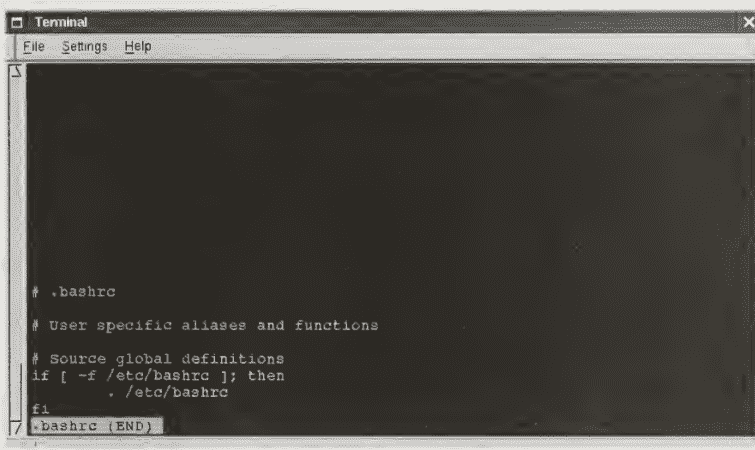 Terminal
File Settings Help
# .bashrc
# User specific aliases and functions
# Source global definitions
if [ -f /etc/bashrc ]; then
. /etc/bashrc
fi
.bashrc (END)